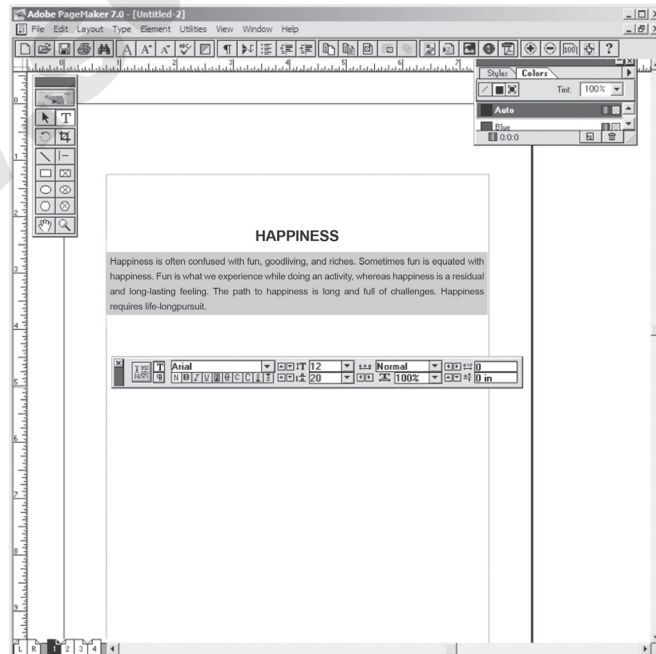 Adobe PageMaker 7.0 - [Untitled-2]
File Edit Layout Type Element Utilities View Window Help
Styles Colors
Tint: 100%
Auto
Blue
0:0:0
HAPPINESS
Happiness is often confused with fun, goodliving, and riches. Sometimes fun is equated with
happiness. Fun is what we experience while doing an activity, whereas happiness is a residual
and long-lasting feeling. The path to happiness is long and full of challenges. Happiness
requires life-longpursuit.
T Arial 12 Normal 0
N B I U C C 20 100% 0 in
L R 1 2 3 4